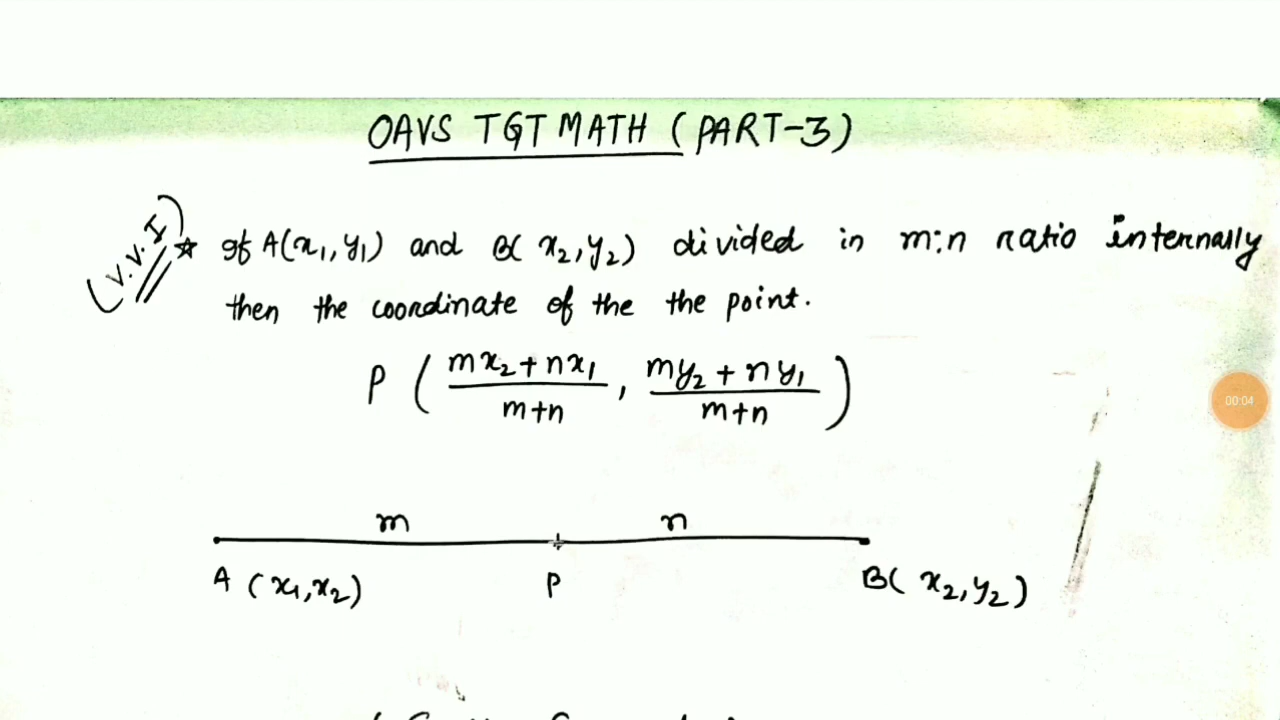 OAVS TGT MATH (PART-3)
(V.V.I) ☆ If A(x₁, y₁) and B( x₂, y₂) divided in m:n ratio internally
then the coordinate of the the point.
P ( mx₂ + nx₁ / m+n , my₂ + ny₁ / m+n )
00:04
m n
A (x₁, x₂) P B( x₂, y₂)